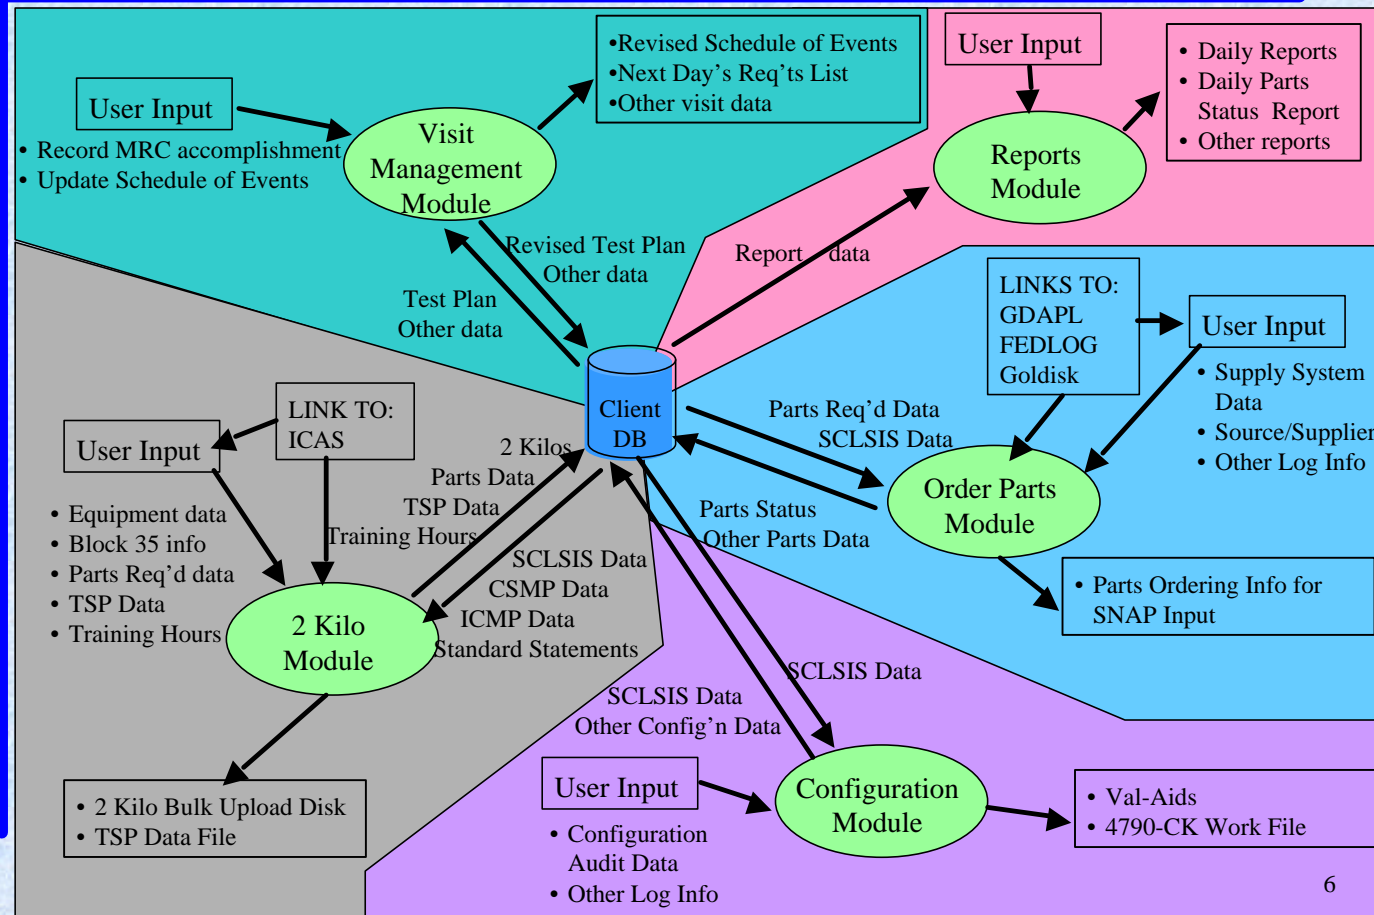 User Input
• Record MRC accomplishment
• Update Schedule of Events
Visit
Management
Module
•Revised Schedule of Events
•Next Day's Req'ts List
•Other visit data
Revised Test Plan
Other data
Test Plan
Other data
User Input
Reports
Module
• Daily Reports
• Daily Parts
Status Report
• Other reports
Report data
LINKS TO:
GDAPL
FEDLOG
Goldisk
User Input
• Supply System
Data
• Source/Supplier
• Other Log Info
Client
DB
Parts Req'd Data
SCLSIS Data
Order Parts
Module
Parts Status
Other Parts Data
• Parts Ordering Info for
SNAP Input
LINK TO:
ICAS
User Input
• Equipment data
• Block 35 info
• Parts Req'd data
• TSP Data
• Training Hours
2 Kilos
Parts Data
TSP Data
Training Hours
SCLSIS Data
CSMP Data
ICMP Data
Standard Statements
2 Kilo
Module
• 2 Kilo Bulk Upload Disk
• TSP Data File
SCLSIS Data
SCLSIS Data
Other Config'n Data
User Input
• Configuration
Audit Data
• Other Log Info
Configuration
Module
• Val-Aids
• 4790-CK Work File
6